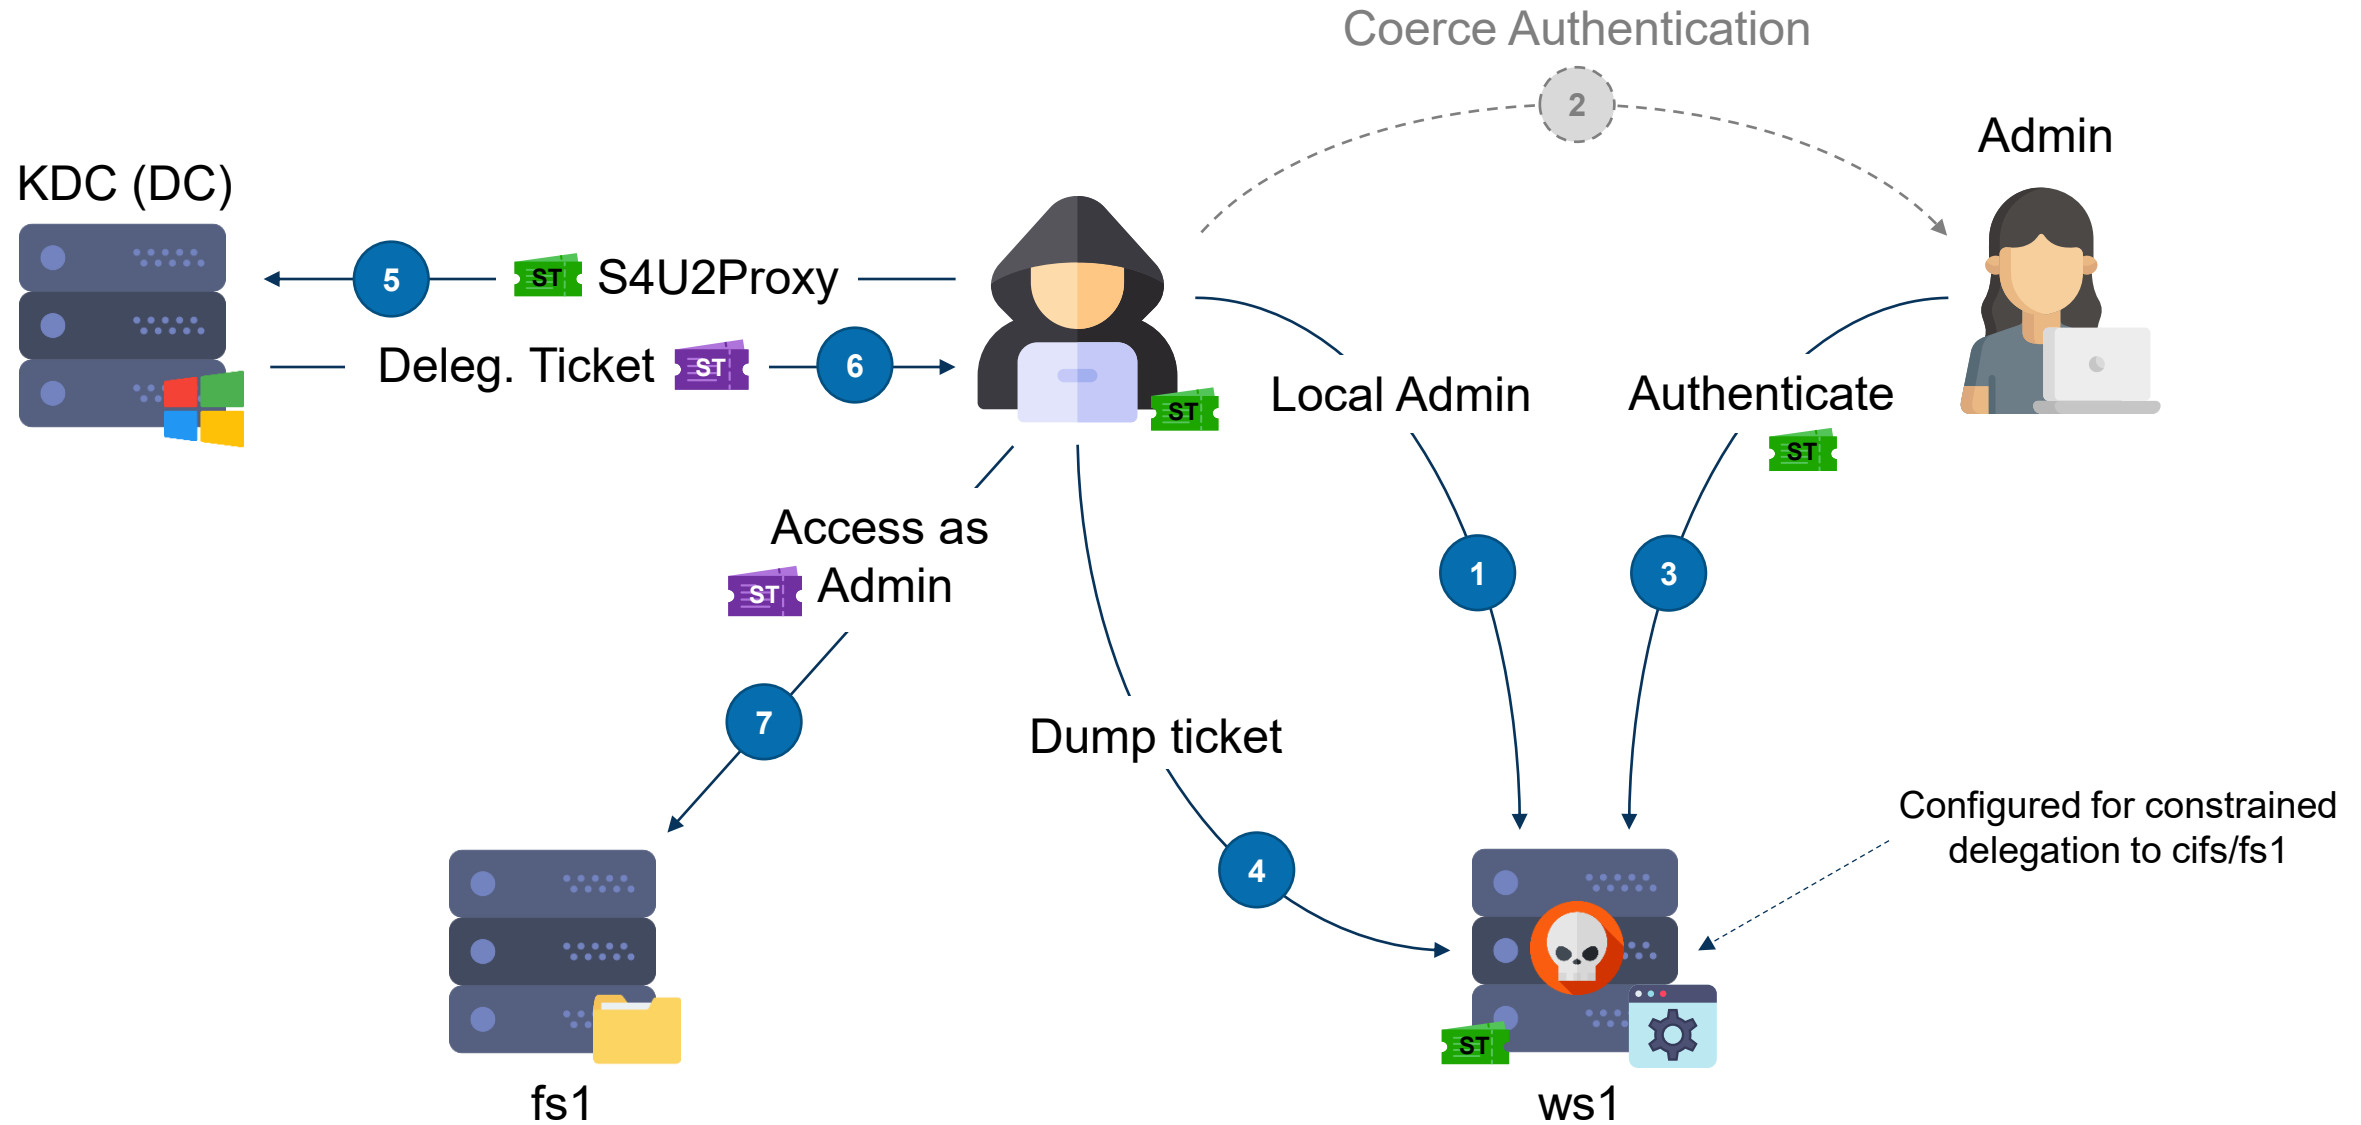 Coerce Authentication
2
Admin
KDC (DC)
5
ST
S4U2Proxy
Deleg. Ticket
ST
6
ST
Local Admin
Authenticate
ST
Access as
ST
Admin
1
3
7
Dump ticket
4
Configured for constrained
delegation to cifs/fs1
ST
fs1
ws1